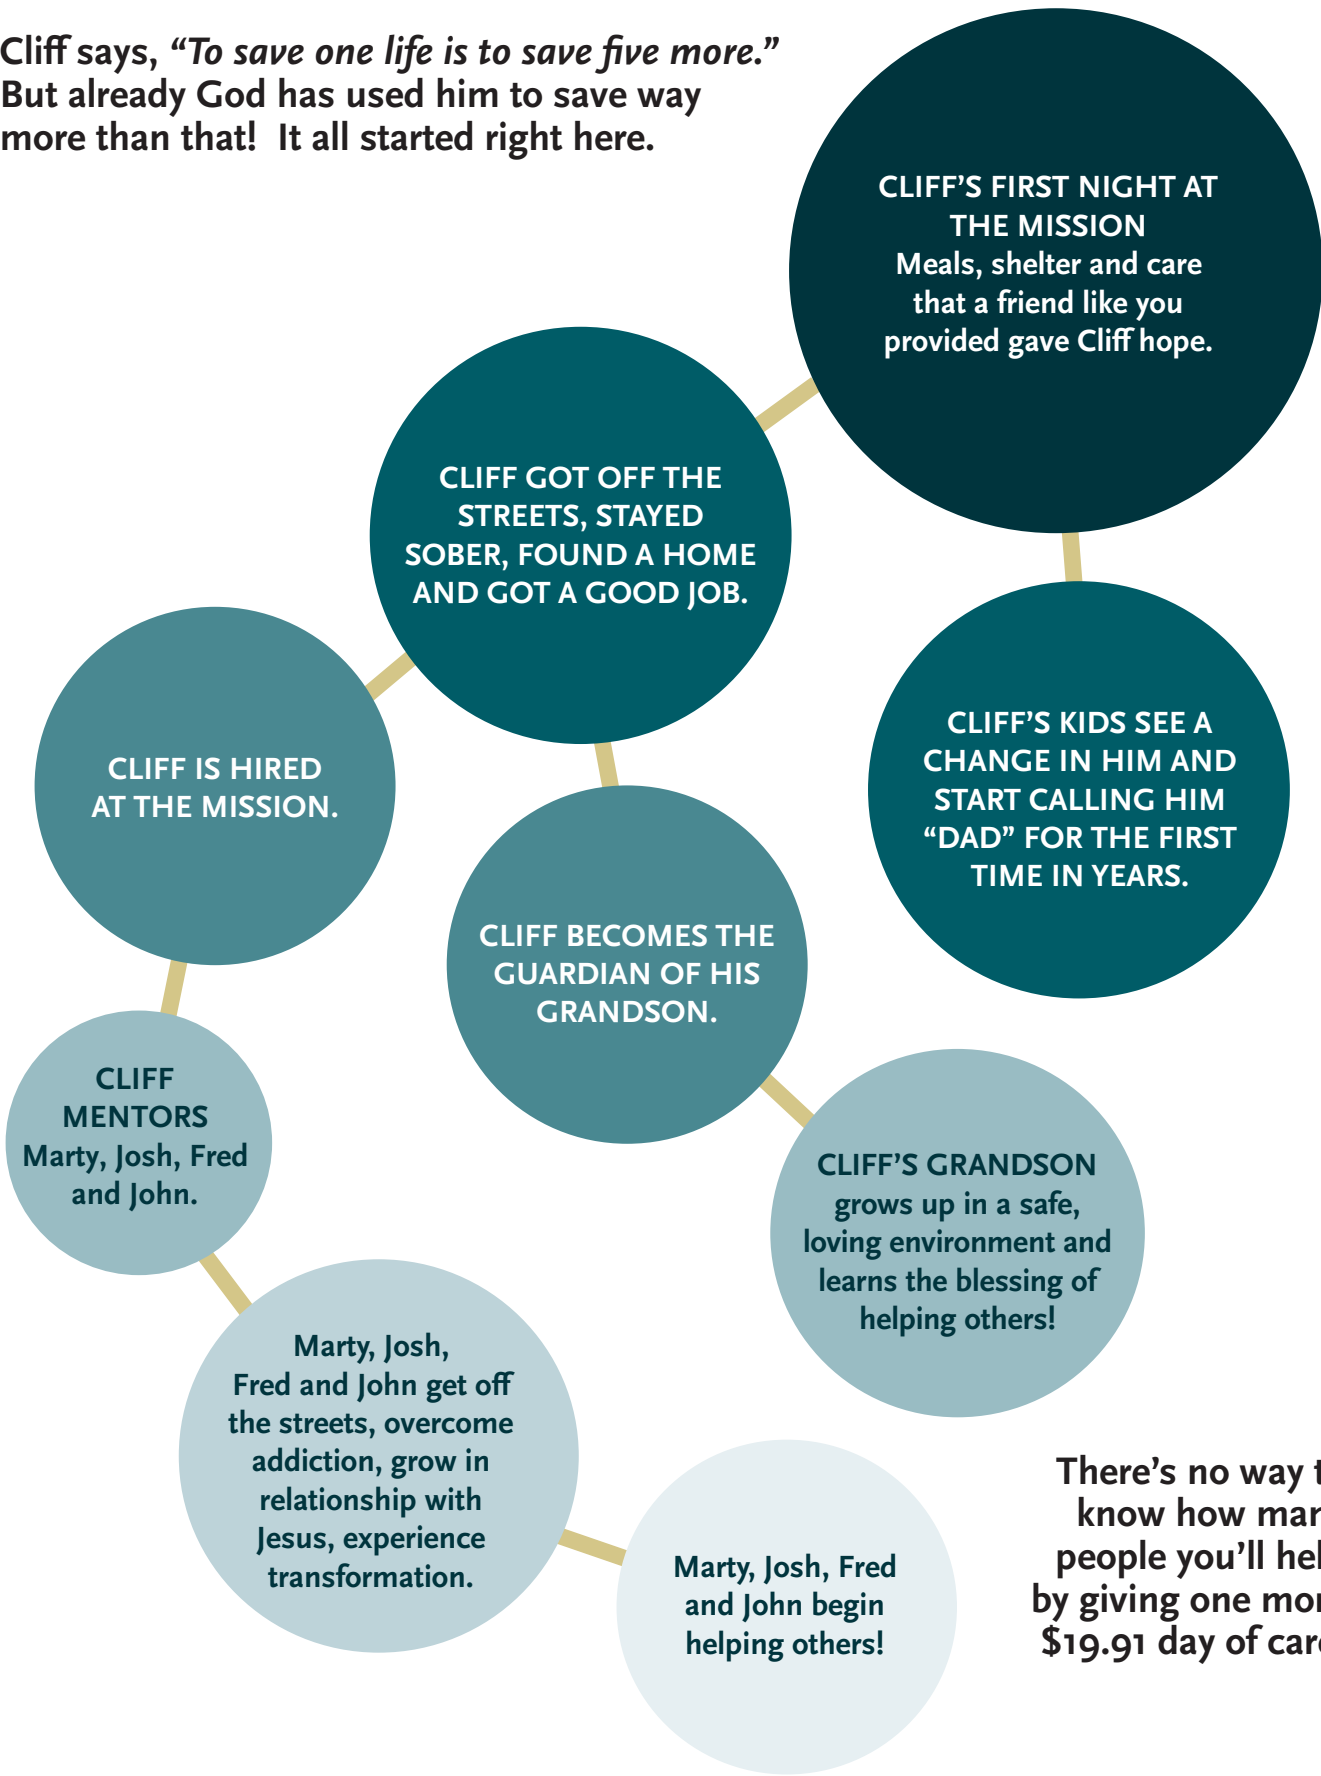 Cliff says, “To save one life is to save five more.”
But already God has used him to save way
more than that!  It all started right here.
CLIFF’S FIRST NIGHT AT
THE MISSION
Meals, shelter and care
that a friend like you
provided gave Cliff hope.
CLIFF GOT OFF THE
STREETS, STAYED
SOBER, FOUND A HOME
AND GOT A GOOD JOB.
CLIFF’S KIDS SEE A
CHANGE IN HIM AND
START CALLING HIM
“DAD” FOR THE FIRST
TIME IN YEARS.
CLIFF IS HIRED
AT THE MISSION.
CLIFF BECOMES THE
GUARDIAN OF HIS
GRANDSON.
CLIFF
MENTORS
Marty, Josh, Fred
and John.
CLIFF’S GRANDSON
grows up in a safe,
loving environment and
learns the blessing of
helping others!
Marty, Josh,
Fred and John get off
the streets, overcome
addiction, grow in
relationship with
Jesus, experience
transformation.
Marty, Josh, Fred
and John begin
helping others!
There’s no way
know how
people you’ll
by giving one
$19.91 day of